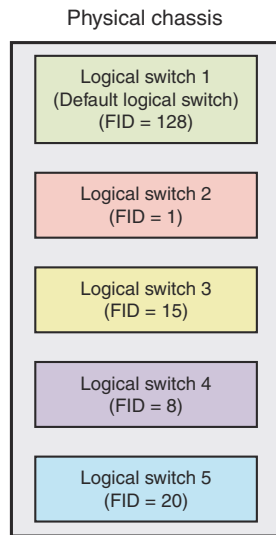 Physical chassis
Logical switch 1
(Default logical switch)
(FID = 128)
Logical switch 2
(FID = 1)
Logical switch 3
(FID = 15)
Logical switch 4
(FID = 8)
Logical switch 5
(FID = 20)